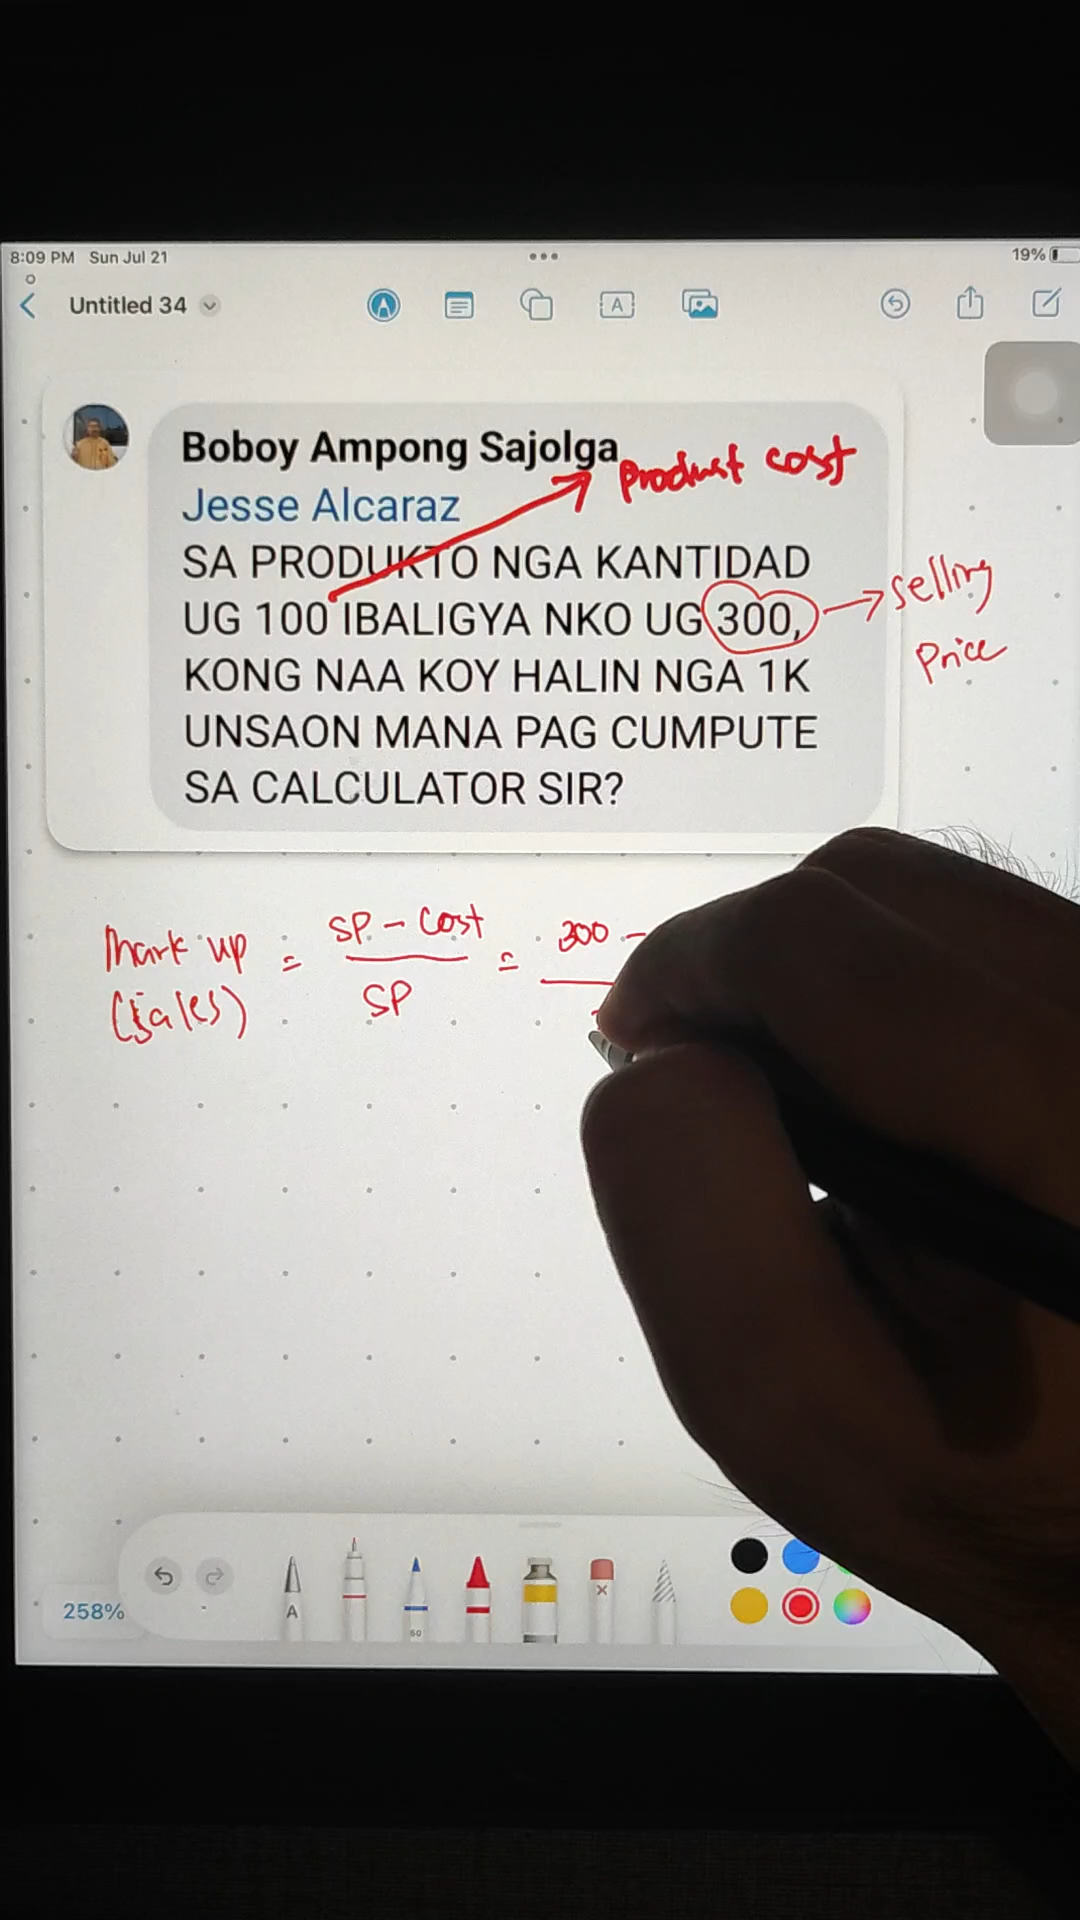 8:09 PM Sun Jul 21
19%
Untitled 34
A
Boboy Ampong Sajolga
Product cost
Jesse Alcaraz
SA PRODUKTO NGA KANTIDAD
UG 100 IBALIGYA NKO UG 300,
selling
Price
KONG NAA KOY HALIN NGA 1K
UNSAON MANA PAG CUMPUTE
SA CALCULATOR SIR?
Mark up = SP - Cost = 300 -
(Sales) SP
A
50
258%